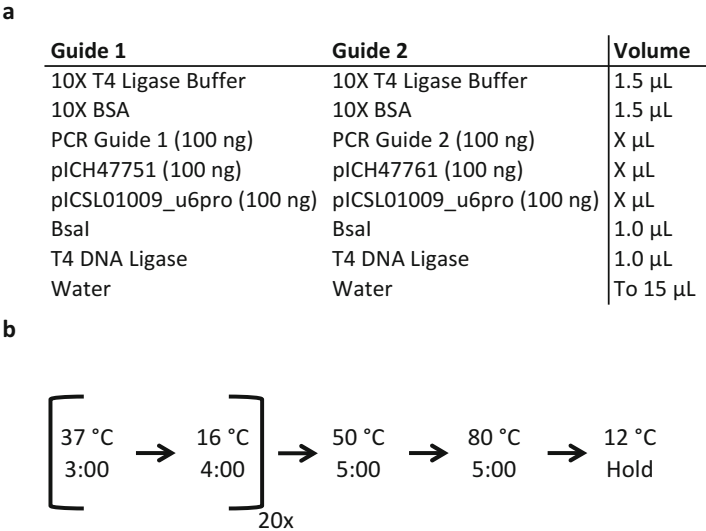 a
Guide 1 Guide 2 Volume
10X T4 Ligase Buffer 10X T4 Ligase Buffer 1.5 µL
10X BSA 10X BSA 1.5 µL
PCR Guide 1 (100 ng) PCR Guide 2 (100 ng) X µL
pICH47751 (100 ng) pICH47761 (100 ng) X µL
pICSL01009_u6pro (100 ng) pICSL01009_u6pro (100 ng) X µL
BsaI BsaI 1.0 µL
T4 DNA Ligase T4 DNA Ligase 1.0 µL
Water Water To 15 µL
b
37 °C 16 °C 50 °C 80 °C 12 °C
3:00 4:00 5:00 5:00 Hold
20x